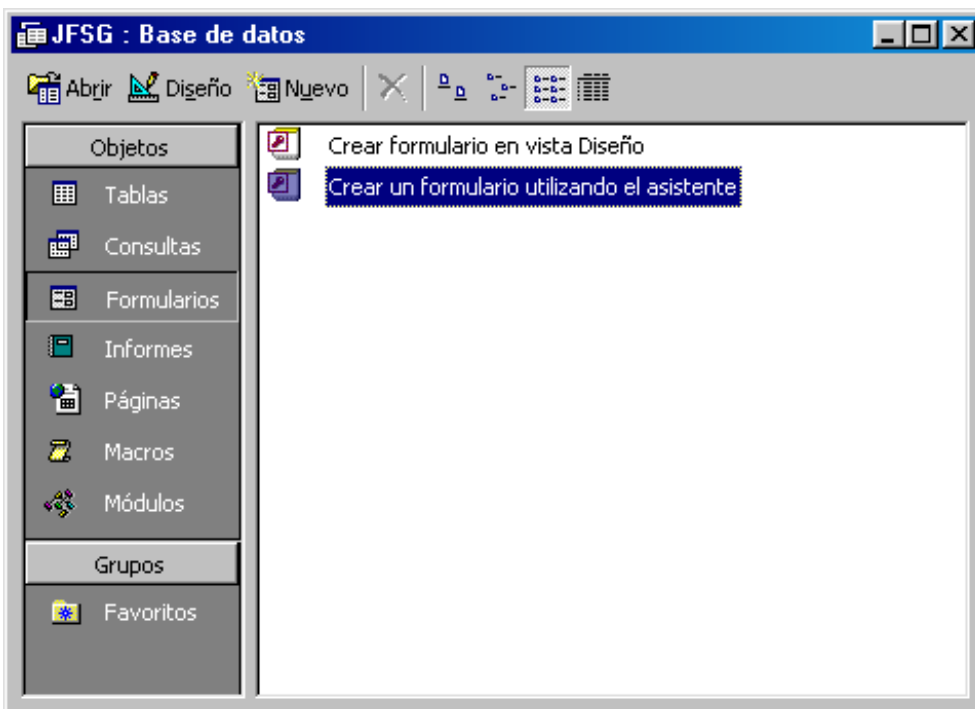 JFSG : Base de datos
Abrir Diseño Nuevo
Objetos
Tablas
Consultas
Formularios
Informes
Páginas
Macros
Módulos
Grupos
Favoritos
Crear formulario en vista Diseño
Crear un formulario utilizando el asistente